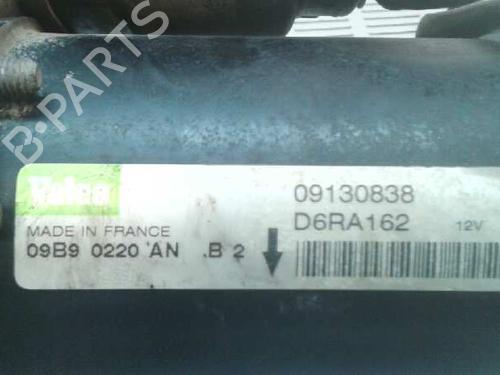 B-PARTS
Valeo
MADE IN FRANCE
09B9 0220 AN .B 2
09130838
D6RA162 12V